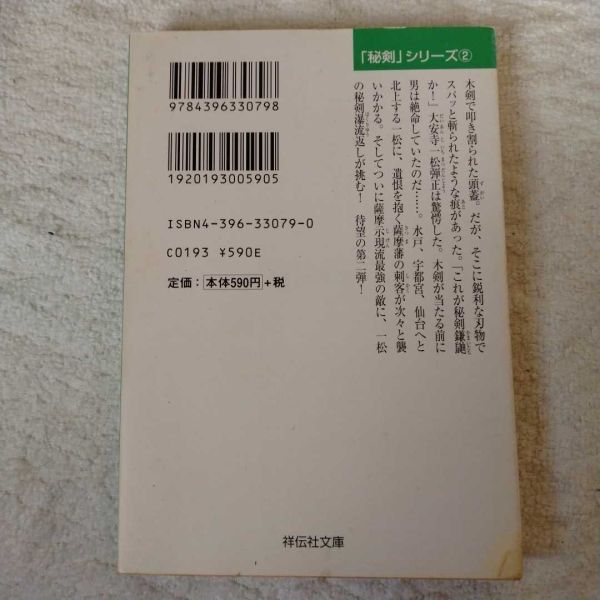 「秘剣」シリーズ②
木剣で叩き割られた頭蓋。だが、そこに鋭利な刃物で
スパッと斬られたような痕があった。「これが秘剣鎌鼬
か！」大安寺一松弾正は驚愕した。木剣が当たる前に
男は絶命していたのだ……。水戸、宇都宮、仙台へと
北上する一松に、遺恨を抱く薩摩藩の刺客が次々と襲
いかかる。そしてついに薩摩示現流最強の敵に、一松
の秘剣瀑流返しが挑む！　待望の第二弾！
9784396330798
1920193005905
ISBN4-396-33079-0
C0193 ¥590E
定価：本体590円+税
祥伝社文庫